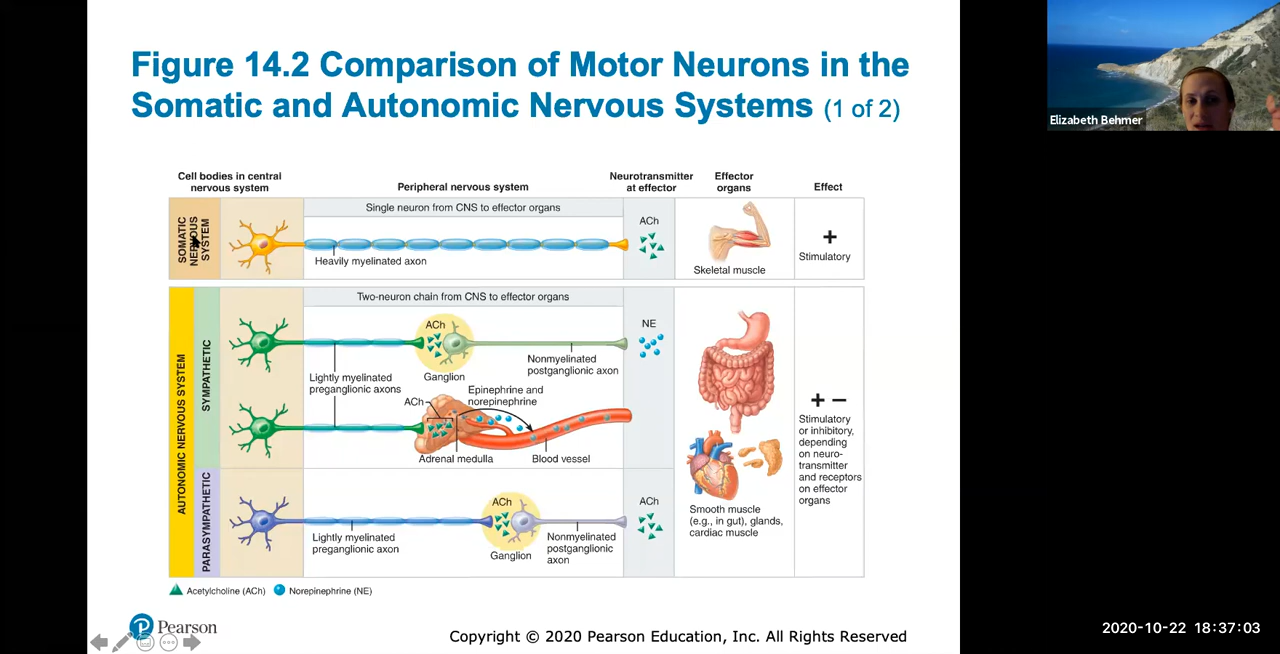 Figure 14.2 Comparison of Motor Neurons in the
Somatic and Autonomic Nervous Systems (1 of 2)
Elizabeth Behmer
Cell bodies in central
nervous system
Peripheral nervous system
Neurotransmitter
at effector
Effector
organs
Effect
SOMATIC
NERVOUS
SYSTEM
Single neuron from CNS to effector organs
Heavily myelinated axon
ACh
Skeletal muscle
+
Stimulatory
AUTONOMIC NERVOUS SYSTEM
SYMPATHETIC
Two-neuron chain from CNS to effector organs
ACh
Ganglion
Lightly myelinated
preganglionic axons
Nonmyelinated
postganglionic axon
NE
ACh
Epinephrine and
norepinephrine
Adrenal medulla
Blood vessel
PARASYMPATHETIC
Lightly myelinated
preganglionic axon
ACh
Ganglion
Nonmyelinated
postganglionic
axon
ACh
Smooth muscle
(e.g., in gut), glands,
cardiac muscle
+ −
Stimulatory
or inhibitory,
depending
on neuro-
transmitter
and receptors
on effector
organs
Acetylcholine (ACh)
Norepinephrine (NE)
Pearson
Copyright © 2020 Pearson Education, Inc. All Rights Reserved
2020-10-22 18:37:03